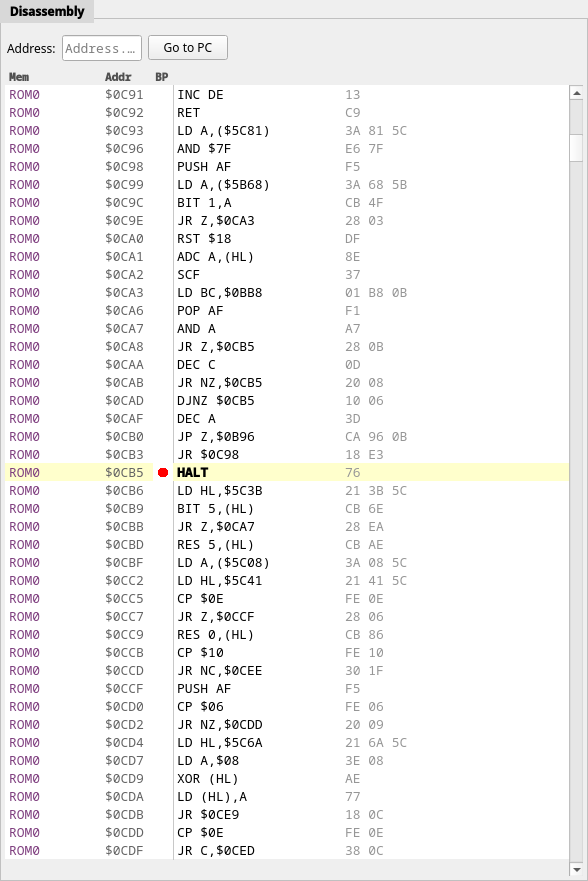 Disassembly
Address: Address.… Go to PC
Mem Addr BP
ROM0 $0C91 INC DE 13
ROM0 $0C92 RET C9
ROM0 $0C93 LD A,($5C81) 3A 81 5C
ROM0 $0C96 AND $7F E6 7F
ROM0 $0C98 PUSH AF F5
ROM0 $0C99 LD A,($5B68) 3A 68 5B
ROM0 $0C9C BIT 1,A CB 4F
ROM0 $0C9E JR Z,$0CA3 28 03
ROM0 $0CA0 RST $18 DF
ROM0 $0CA1 ADC A,(HL) 8E
ROM0 $0CA2 SCF 37
ROM0 $0CA3 LD BC,$0BB8 01 B8 0B
ROM0 $0CA6 POP AF F1
ROM0 $0CA7 AND A A7
ROM0 $0CA8 JR Z,$0CB5 28 0B
ROM0 $0CAA DEC C 0D
ROM0 $0CAB JR NZ,$0CB5 20 08
ROM0 $0CAD DJNZ $0CB5 10 06
ROM0 $0CAF DEC A 3D
ROM0 $0CB0 JP Z,$0B96 CA 96 0B
ROM0 $0CB3 JR $0C98 18 E3
ROM0 $0CB5 HALT 76
ROM0 $0CB6 LD HL,$5C3B 21 3B 5C
ROM0 $0CB9 BIT 5,(HL) CB 6E
ROM0 $0CBB JR Z,$0CA7 28 EA
ROM0 $0CBD RES 5,(HL) CB AE
ROM0 $0CBF LD A,($5C08) 3A 08 5C
ROM0 $0CC2 LD HL,$5C41 21 41 5C
ROM0 $0CC5 CP $0E FE 0E
ROM0 $0CC7 JR Z,$0CCF 28 06
ROM0 $0CC9 RES 0,(HL) CB 86
ROM0 $0CCB CP $10 FE 10
ROM0 $0CCD JR NC,$0CEE 30 1F
ROM0 $0CCF PUSH AF F5
ROM0 $0CD0 CP $06 FE 06
ROM0 $0CD2 JR NZ,$0CDD 20 09
ROM0 $0CD4 LD HL,$5C6A 21 6A 5C
ROM0 $0CD7 LD A,$08 3E 08
ROM0 $0CD9 XOR (HL) AE
ROM0 $0CDA LD (HL),A 77
ROM0 $0CDB JR $0CE9 18 0C
ROM0 $0CDD CP $0E FE 0E
ROM0 $0CDF JR C,$0CED 38 0C